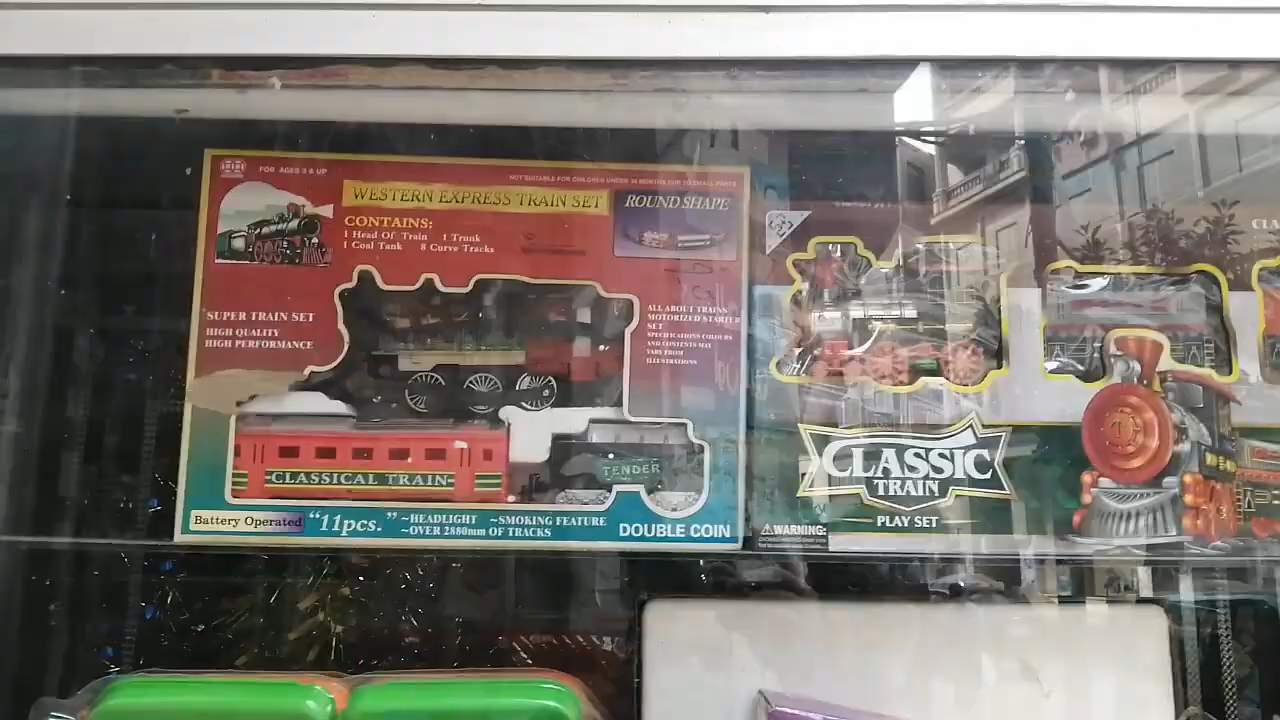 FOR AGES 3 & UP
NOT SUITABLE FOR CHILDREN UNDER 36 MONTHS DUE TO SMALL PARTS
WESTERN EXPRESS TRAIN SET
ROUND SHAPE
CONTAINS:
1 Head Of Train 1 Trunk
1 Coal Tank 8 Curve Tracks
SUPER TRAIN SET
HIGH QUALITY
HIGH PERFORMANCE
ALL ABOUT TRAINS
MOTORIZED STARTER
SET
SPECIFICATIONS COLOURS
AND CONTENTS MAY
VARY FROM
ILLUSTRATIONS
CLASSICAL TRAIN
TENDER
Battery Operated "11pcs." ~HEADLIGHT ~SMOKING FEATURE
~OVER 2880mm OF TRACKS
DOUBLE COIN
3+
CLASSIC
TRAIN
PLAY SET
WARNING: